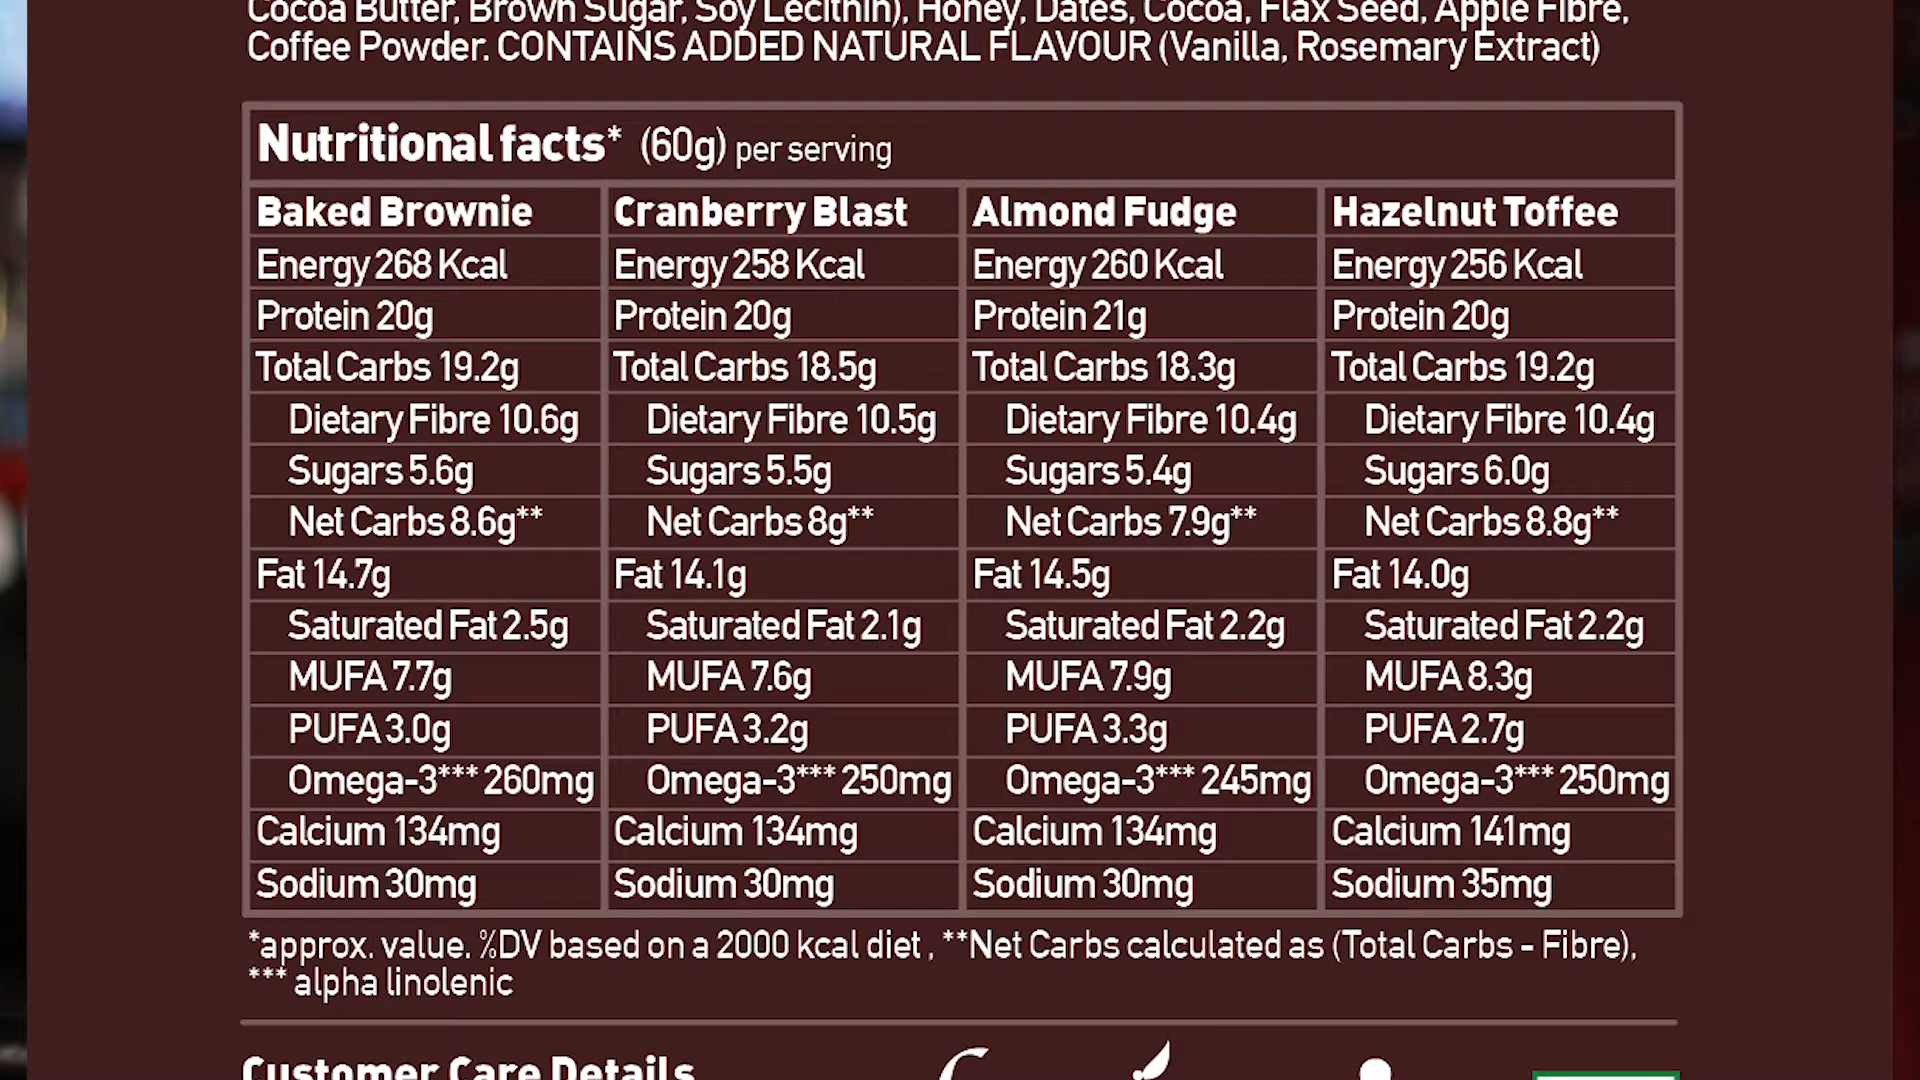 Cocoa Butter, Brown Sugar, Soy Lecithin), Honey, Dates, Cocoa, Flax Seed, Apple Fibre,
Coffee Powder. CONTAINS ADDED NATURAL FLAVOUR (Vanilla, Rosemary Extract)
Nutritional facts* (60g) per serving
Baked Brownie Cranberry Blast Almond Fudge Hazelnut Toffee
Energy 268 Kcal Energy 258 Kcal Energy 260 Kcal Energy 256 Kcal
Protein 20g Protein 20g Protein 21g Protein 20g
Total Carbs 19.2g Total Carbs 18.5g Total Carbs 18.3g Total Carbs 19.2g
Dietary Fibre 10.6g Dietary Fibre 10.5g Dietary Fibre 10.4g Dietary Fibre 10.4g
Sugars 5.6g Sugars 5.5g Sugars 5.4g Sugars 6.0g
Net Carbs 8.6g** Net Carbs 8g** Net Carbs 7.9g** Net Carbs 8.8g**
Fat 14.7g Fat 14.1g Fat 14.5g Fat 14.0g
Saturated Fat 2.5g Saturated Fat 2.1g Saturated Fat 2.2g Saturated Fat 2.2g
MUFA 7.7g MUFA 7.6g MUFA 7.9g MUFA 8.3g
PUFA 3.0g PUFA 3.2g PUFA 3.3g PUFA 2.7g
Omega-3*** 260mg Omega-3*** 250mg Omega-3*** 245mg Omega-3*** 250mg
Calcium 134mg Calcium 134mg Calcium 134mg Calcium 141mg
Sodium 30mg Sodium 30mg Sodium 30mg Sodium 35mg
*approx. value. %DV based on a 2000 kcal diet, **Net Carbs calculated as (Total Carbs - Fibre),
*** alpha linolenic
Customer Care Details